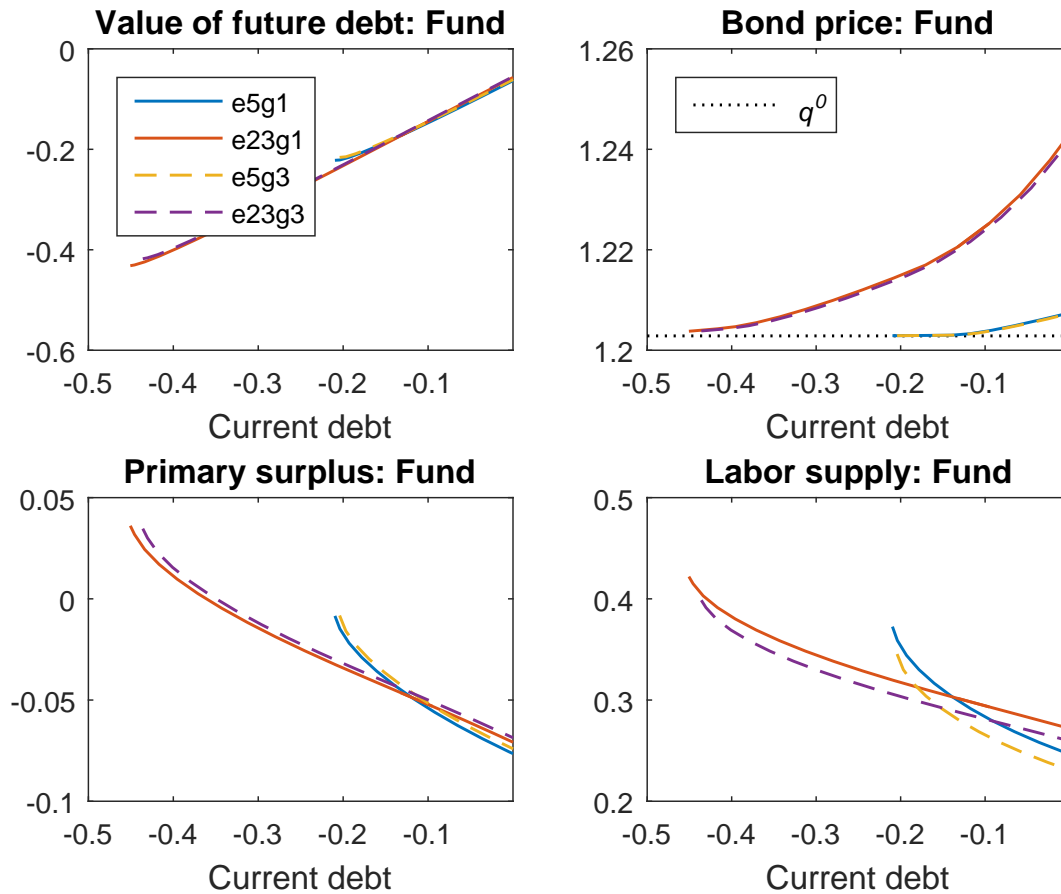 Value of future debt: Fund
0
-0.2
-0.4
-0.6
e5g1
e23g1
e5g3
e23g3
-0.5
-0.4
-0.3
-0.2
-0.1
Current debt
Bond price: Fund
1.26
1.24
1.22
1.2
q⁰
-0.5
-0.4
-0.3
-0.2
-0.1
Current debt
Primary surplus: Fund
0.05
0
-0.05
-0.1
-0.5
-0.4
-0.3
-0.2
-0.1
Current debt
Labor supply: Fund
0.5
0.4
0.3
0.2
-0.5
-0.4
-0.3
-0.2
-0.1
Current debt